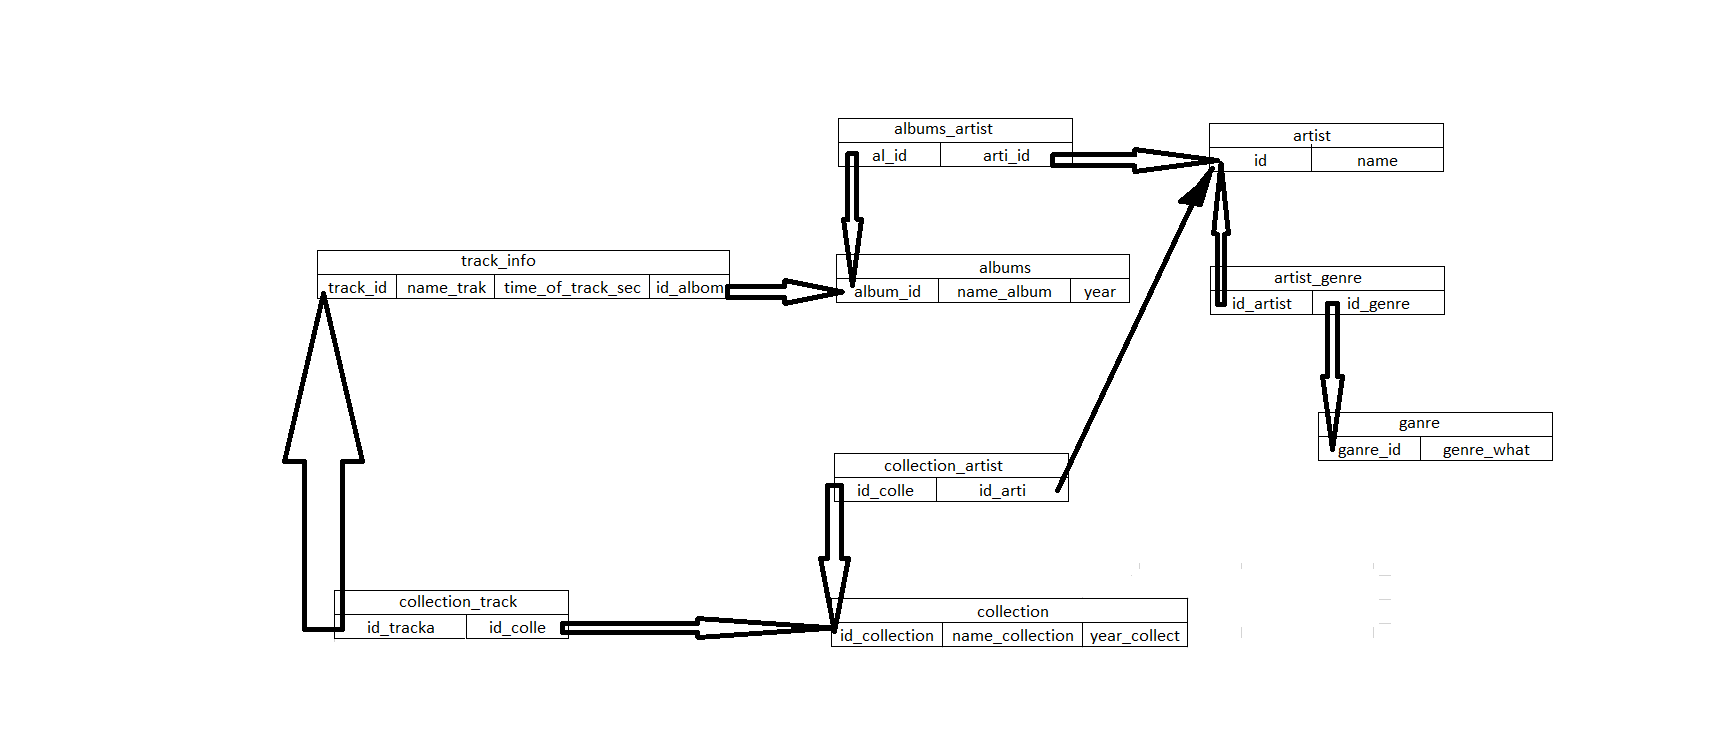 albums_artist
al_id arti_id
artist
id name
track_info
track_id name_trak time_of_track_sec id_albom
albums
album_id name_album year
artist_genre
id_artist id_genre
ganre
ganre_id genre_what
collection_artist
id_colle id_arti
collection_track
id_tracka id_colle
collection
id_collection name_collection year_collect